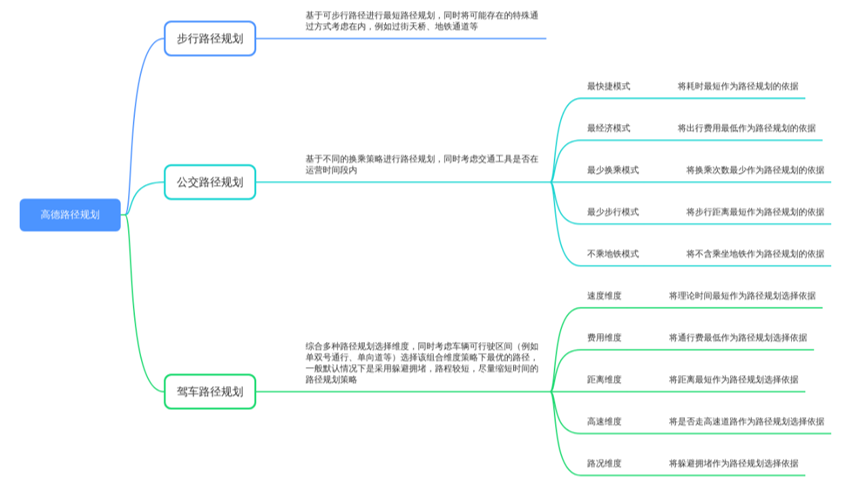 基于可步行路径进行最短路径规划，同时将可能存在的特殊通
过方式考虑在内，例如过街天桥、地铁通道等
步行路径规划
最快捷模式 将耗时最短作为路径规划的依据
最经济模式 将出行费用最低作为路径规划的依据
基于不同的换乘策略进行路径规划，同时考虑交通工具是否在
运营时间段内
公交路径规划
最少换乘模式 将换乘次数最少作为路径规划的依据
高德路径规划
最少步行模式 将步行距离最短作为路径规划的依据
不乘地铁模式 将不含乘坐地铁作为路径规划的依据
速度维度 将理论时间最短作为路径规划选择依据
费用维度 将通行费最低作为路径规划选择依据
综合多种路径规划选择维度，同时考虑车辆可行驶区间（例如
单双号通行、单向道等）选择该组合维度策略下最优的路径，
一般默认情况下是采用躲避拥堵，路程较短，尽量缩短时间的
路径规划策略
驾车路径规划
距离维度 将距离最短作为路径规划选择依据
高速维度 将是否走高速道路作为路径规划选择依据
路况维度 将躲避拥堵作为路径规划选择依据